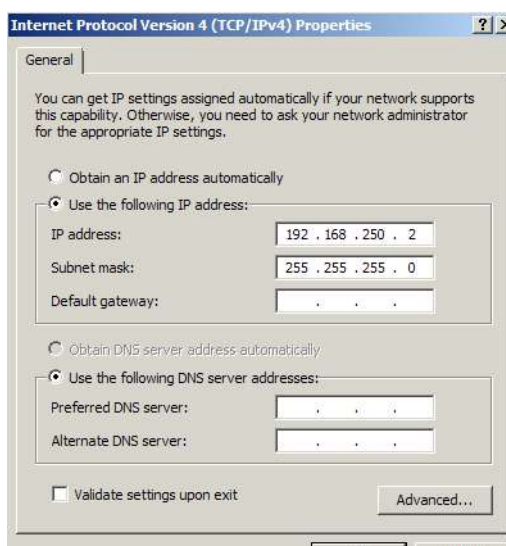 Internet Protocol Version 4 (TCP/IPv4) Properties
General
You can get IP settings assigned automatically if your network supports
this capability. Otherwise, you need to ask your network administrator
for the appropriate IP settings.
Obtain an IP address automatically
Use the following IP address:
IP address: 192 . 168 . 250 . 2
Subnet mask: 255 . 255 . 255 . 0
Default gateway: . . .
Obtain DNS server address automatically
Use the following DNS server addresses:
Preferred DNS server: . . .
Alternate DNS server: . . .
Validate settings upon exit
Advanced...